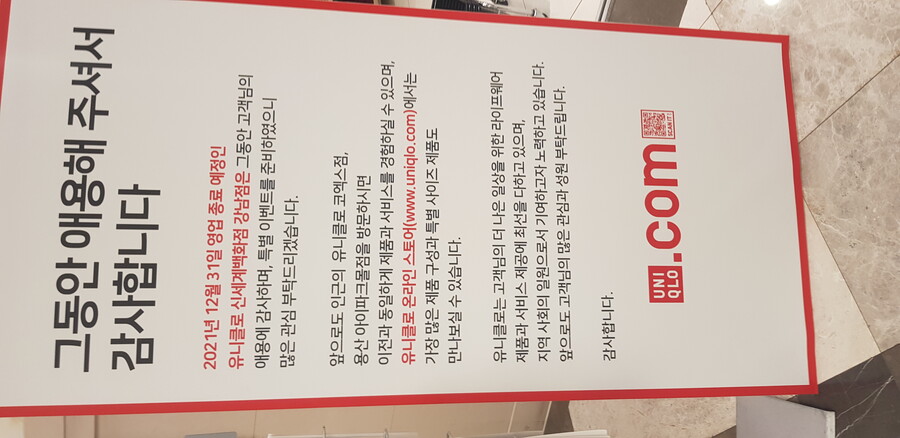 그동안 애용해 주셔서
감사합니다
2021년 12월 31일 영업 종료 예정인
유니클로 신세계백화점 강남점은 그동안 고객님의
애용에 감사하며, 특별 이벤트를 준비하였으니
많은 관심 부탁드리겠습니다.
앞으로도 인근의 유니클로 코엑스점,
용산 아이파크몰점을 방문하시면
이전과 동일하게 제품과 서비스를 경험하실 수 있으며,
유니클로 온라인 스토어(www.uniqlo.com)에서는
가장 많은 제품 구성과 특별 사이즈 제품도
만나보실 수 있습니다.
유니클로는 고객님의 더 나은 일상을 위한 라이프웨어
제품과 서비스 제공에 최선을 다하고 있으며,
지역 사회의 일원으로서 기여하고자 노력하고 있습니다.
앞으로도 고객님의 많은 관심과 성원 부탁드립니다.
감사합니다.
UNI
QLO
.com
SCAN IT!